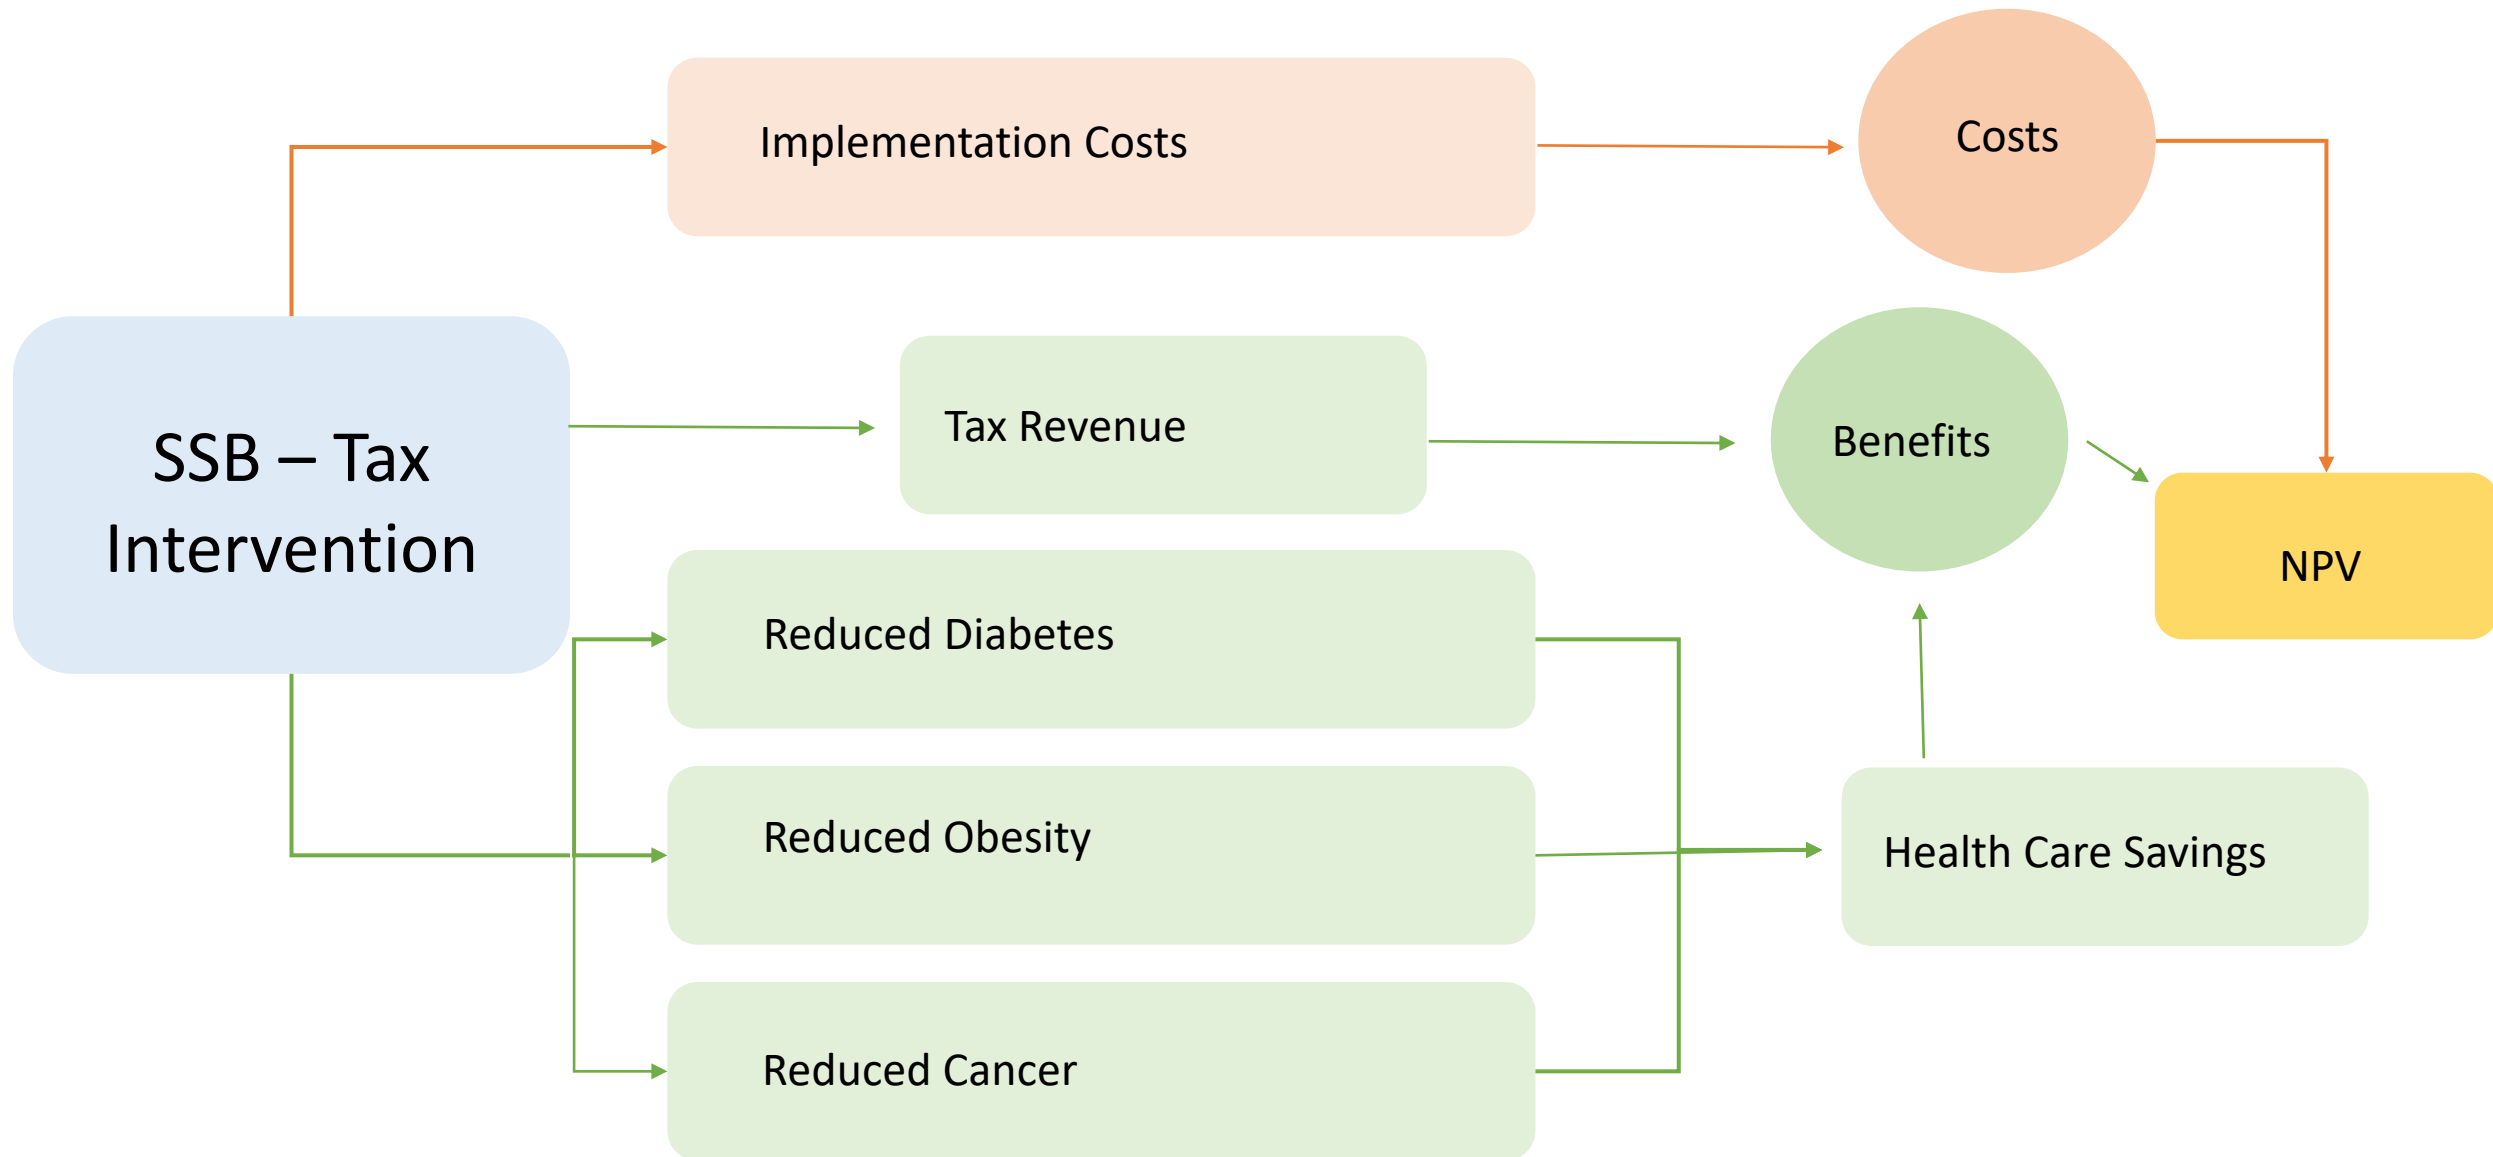 Implementation Costs
Costs
SSB – Tax
Intervention
Tax Revenue
Benefits
NPV
Reduced Diabetes
Reduced Obesity
Health Care Savings
Reduced Cancer